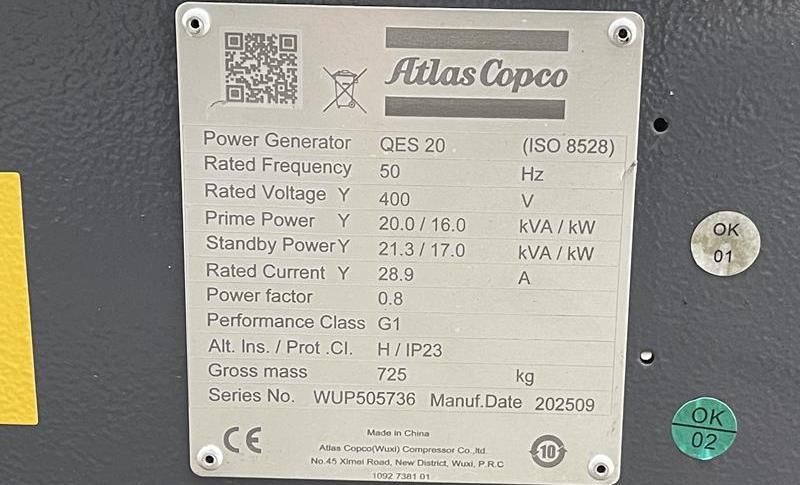 Atlas Copco
Power Generator QES 20 (ISO 8528)
Rated Frequency 50 Hz
Rated Voltage Y 400 V
Prime Power Y 20.0 / 16.0 kVA / kW
Standby Power Y 21.3 / 17.0 kVA / kW
Rated Current Y 28.9 A
Power factor 0.8
Performance Class G1
Alt. Ins. / Prot .Cl. H / IP23
Gross mass 725 kg
Series No. WUP505736 Manuf.Date 202509
CE
Made in China
Atlas Copco(Wuxi) Compressor Co.,ltd.
No.45 Ximei Road, New District, Wuxi, P.R.C
1092 7381 01
10
OK
01
OK
02